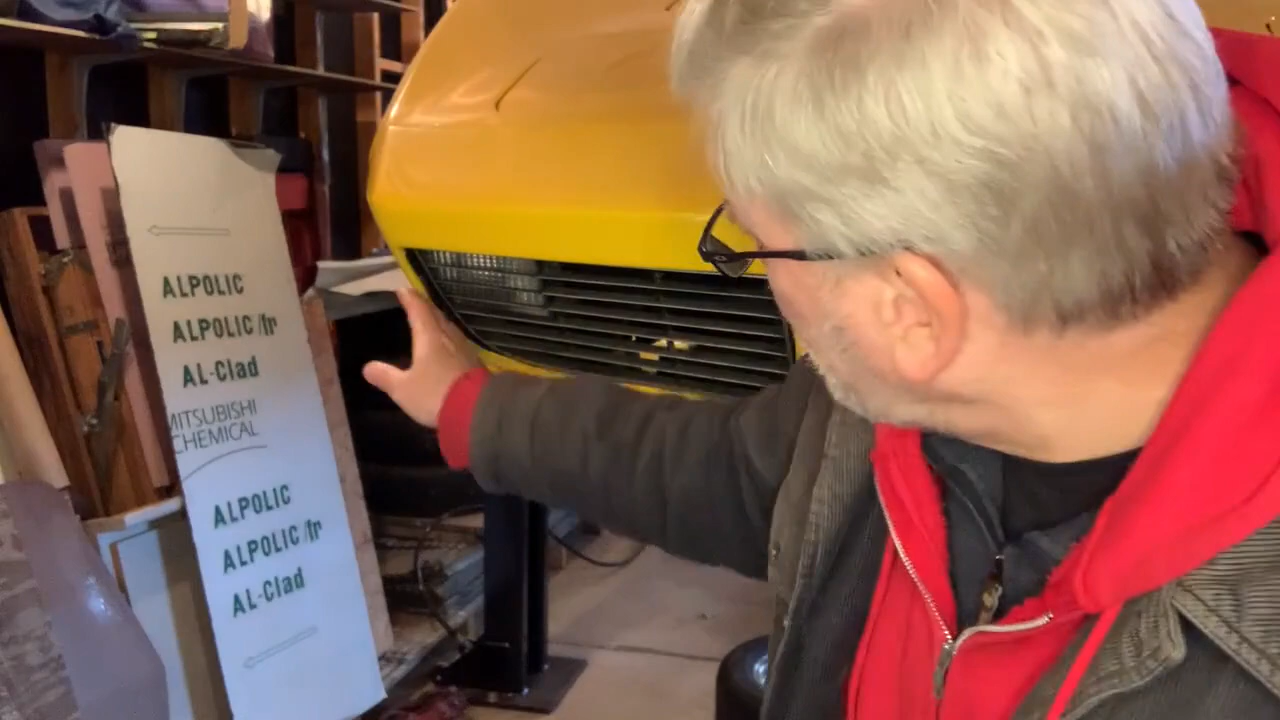 ALPOLIC
ALPOLIC/fr
AL-Clad
MITSUBISHI
CHEMICAL
ALPOLIC
ALPOLIC/fr
AL-Clad